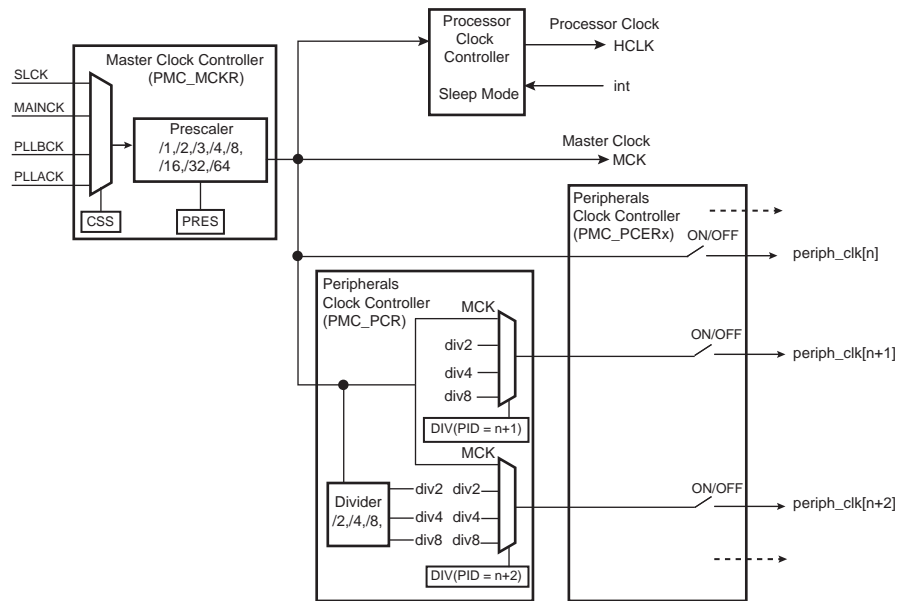 Master Clock Controller
(PMC_MCKR)
SLCK
MAINCK
PLLBCK
PLLACK
Prescaler
/1,/2,/3,/4,/8,
/16,/32,/64
CSS
PRES
Processor
Clock
Controller
Sleep Mode
Processor Clock
HCLK
int
Master Clock
MCK
Peripherals
Clock Controller
(PMC_PCERx)
ON/OFF
periph_clk[n]
Peripherals
Clock Controller
(PMC_PCR)
MCK
div2
div4
div8
DIV(PID = n+1)
ON/OFF
periph_clk[n+1]
MCK
Divider
/2,/4,/8,
div2 div2
div4 div4
div8 div8
DIV(PID = n+2)
ON/OFF
periph_clk[n+2]